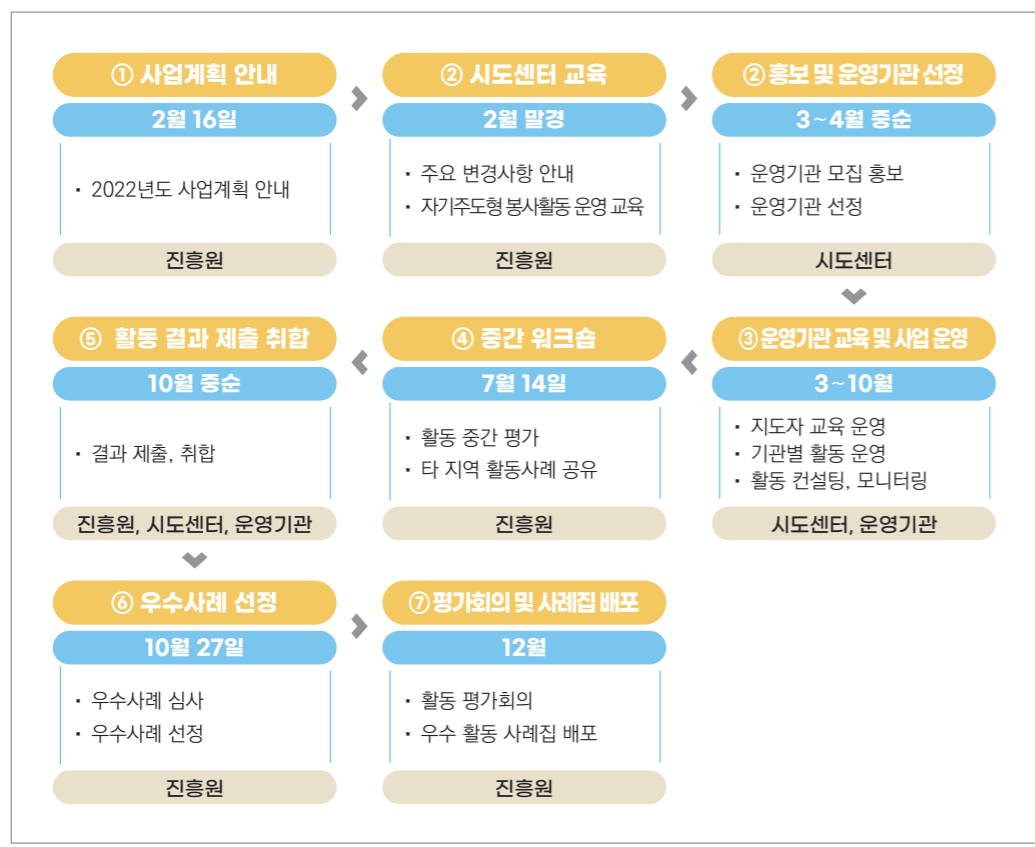 ① 사업계획 안내
2월 16일
· 2022년도 사업계획 안내
진흥원
② 시도센터 교육
2월 말경
· 주요 변경사항 안내
· 자기주도형 봉사활동 운영 교육
진흥원
② 홍보 및 운영기관 선정
3~4월 중순
· 운영기관 모집 홍보
· 운영기관 선정
시도센터
③ 운영기관 교육 및 사업 운영
3~10월
· 지도자 교육 운영
· 기관별 활동 운영
· 활동 컨설팅, 모니터링
시도센터, 운영기관
④ 중간 워크숍
7월 14일
· 활동 중간 평가
· 타 지역 활동사례 공유
진흥원
⑤ 활동 결과 제출 취합
10월 중순
· 결과 제출, 취합
진흥원, 시도센터, 운영기관
⑥ 우수사례 선정
10월 27일
· 우수사례 심사
· 우수사례 선정
진흥원
⑦ 평가회의 및 사례집 배포
12월
· 활동 평가회의
· 우수 활동 사례집 배포
진흥원